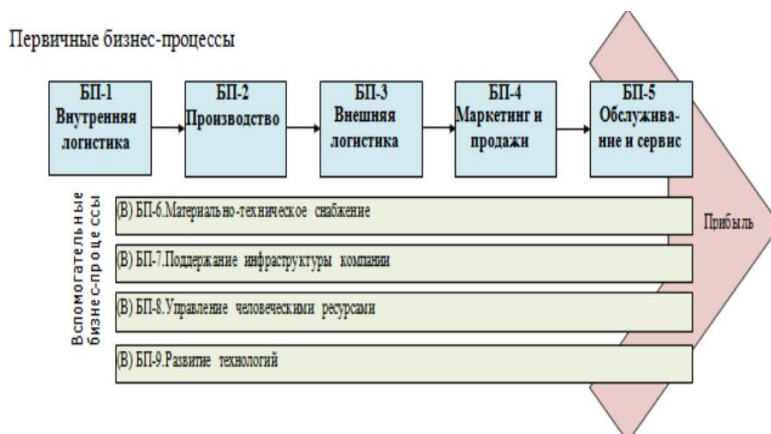 Первичные бизнес-процессы
БП-1
Внутренняя
логистика
БП-2
Производство
БП-3
Внешняя
логистика
БП-4
Маркетинг и
продажи
БП-5
Обслужива-
ние и сервис
Вспомогательные
бизнес-процессы
(В) БП-6.Материально-техническое снабжение
(В) БП-7.Поддержание инфраструктуры компании
(В) БП-8.Управление человеческими ресурсами
(В) БП-9.Развитие технологий
Прибыль